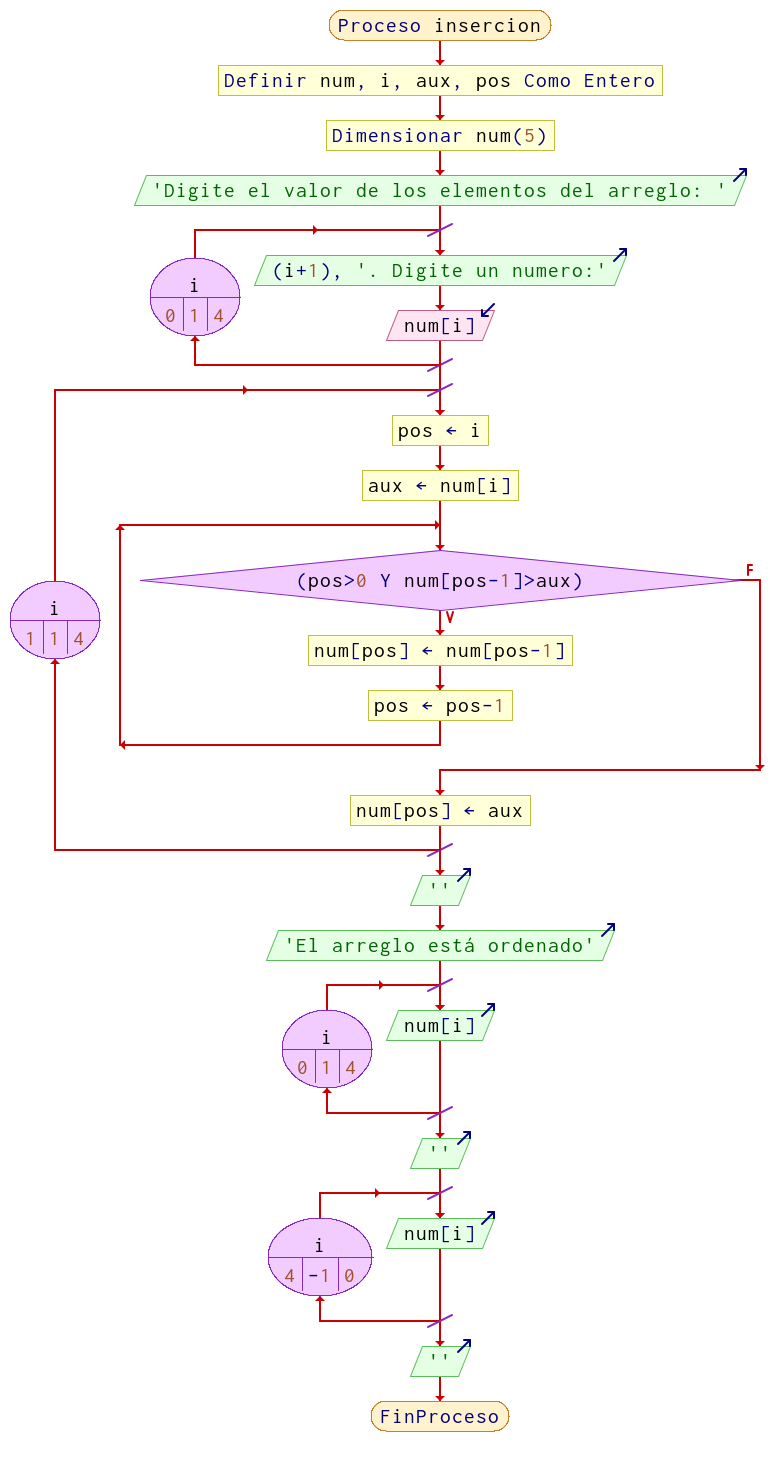 Proceso insercion
Definir num, i, aux, pos Como Entero
Dimensionar num(5)
'Digite el valor de los elementos del arreglo: '
i
0 1 4
(i+1), '. Digite un numero:'
num[i]
pos ← i
aux ← num[i]
i
1 1 4
(pos>0 Y num[pos-1]>aux)
F
V
num[pos] ← num[pos-1]
pos ← pos-1
num[pos] ← aux
''
'El arreglo está ordenado'
i
0 1 4
num[i]
''
i
4 -1 0
num[i]
''
FinProceso